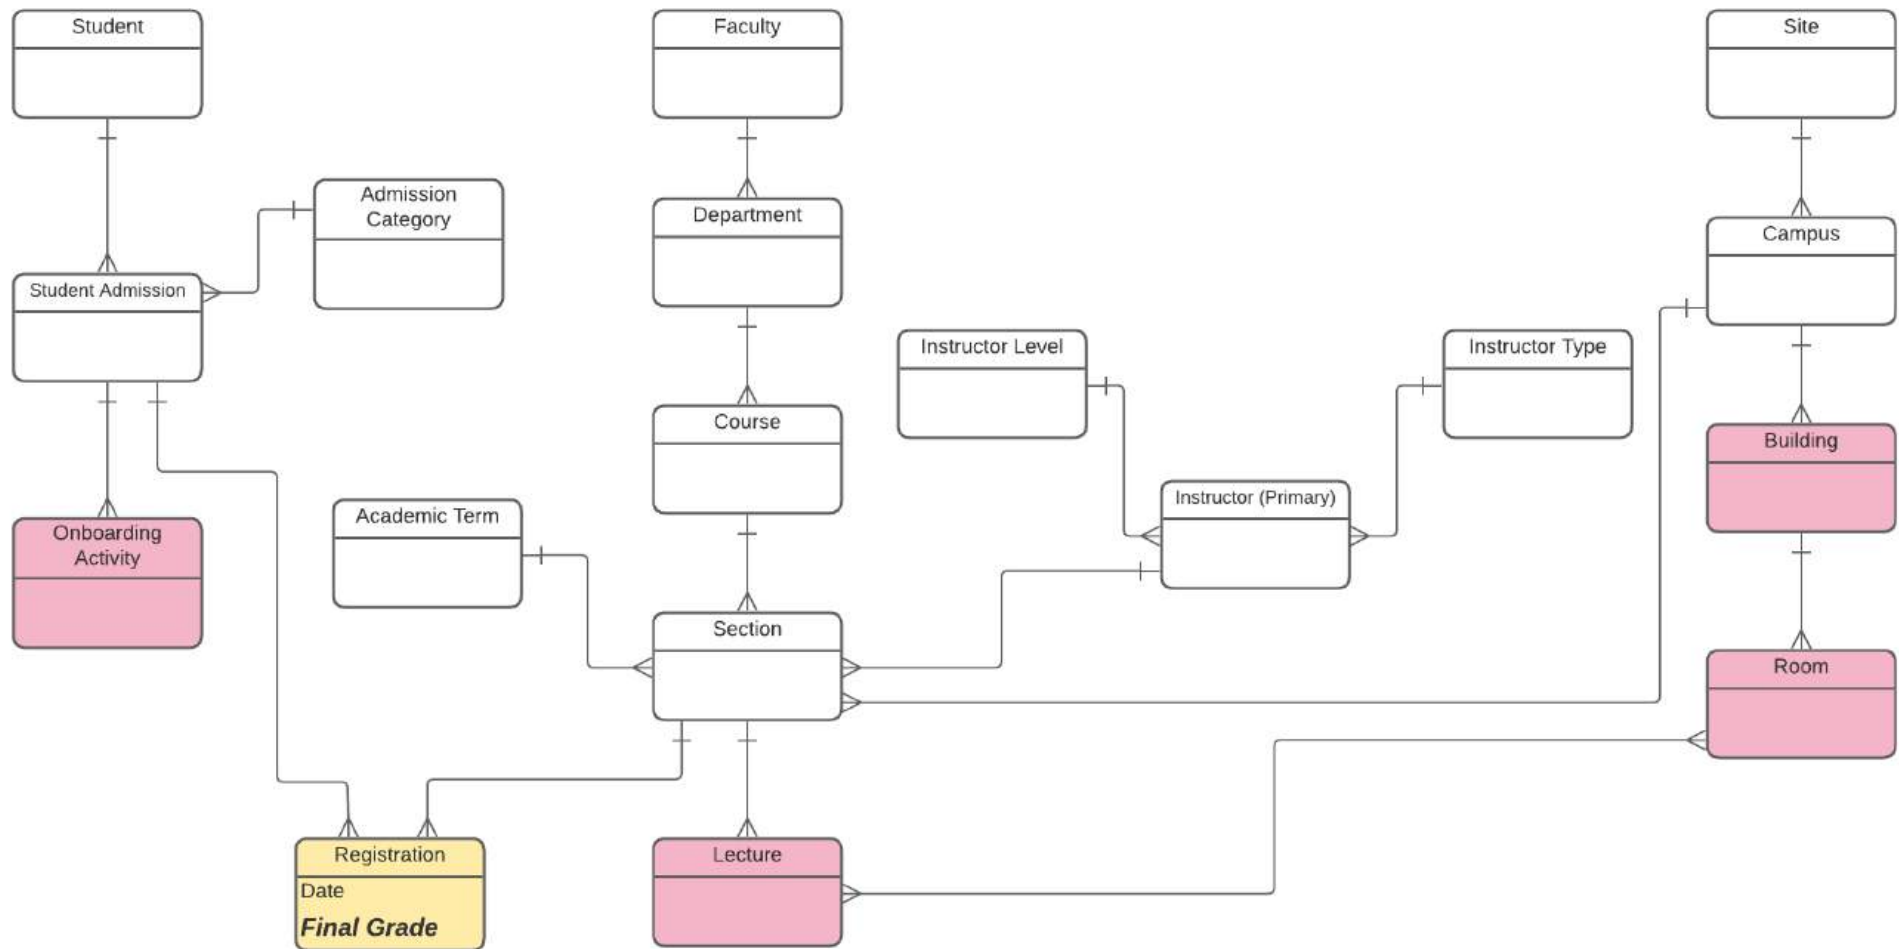 Student
Faculty
Site
Admission
Category
Department
Campus
Student Admission
Instructor Level
Instructor Type
Course
Building
Instructor (Primary)
Academic Term
Onboarding
Activity
Section
Room
Registration
Date
Final Grade
Lecture